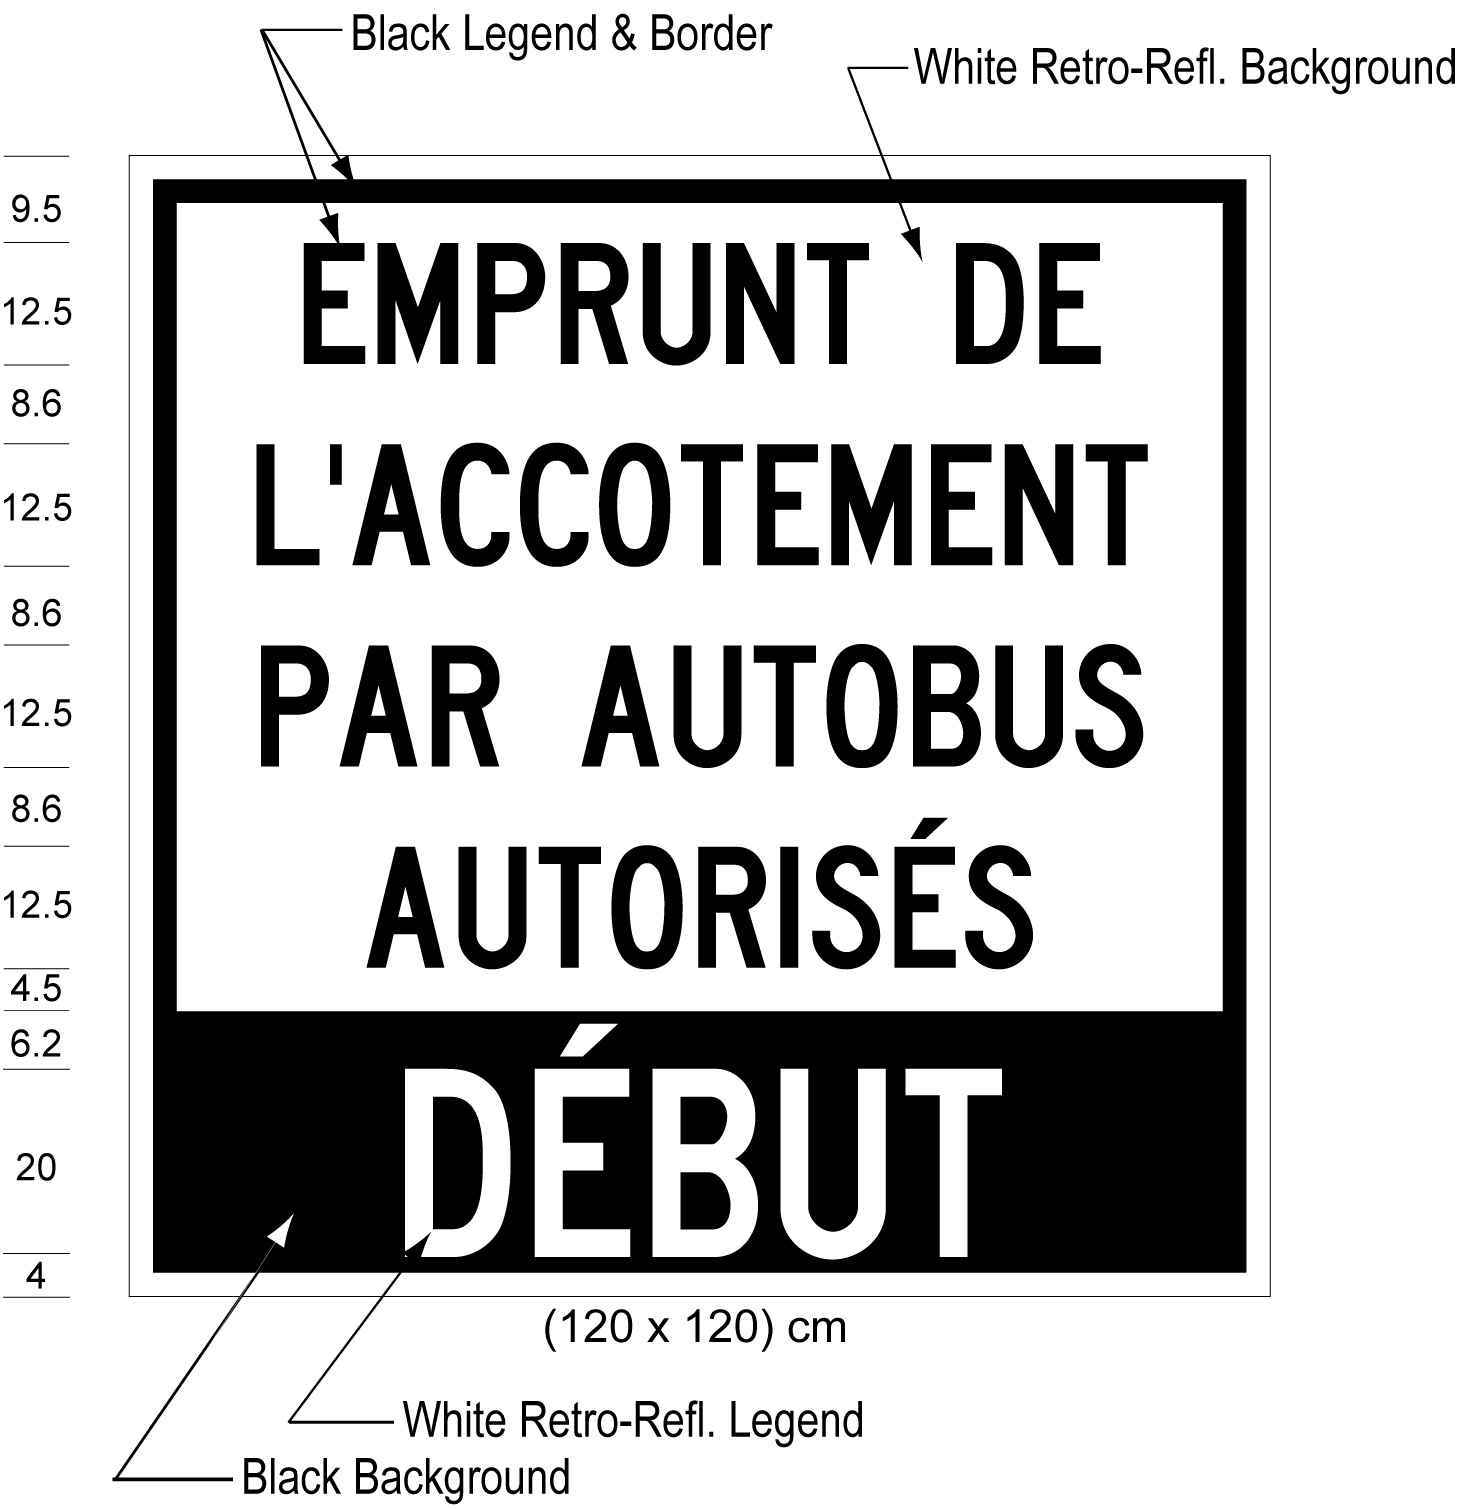 Black Legend & Border
White Retro-Refl. Background
9.5
EMPRUNT DE
12.5
8.6
L'ACCOTEMENT
12.5
8.6
PAR AUTOBUS
12.5
8.6
AUTORISÉS
12.5
4.5
6.2
DÉBUT
20
4
(120 x 120) cm
White Retro-Refl. Legend
Black Background